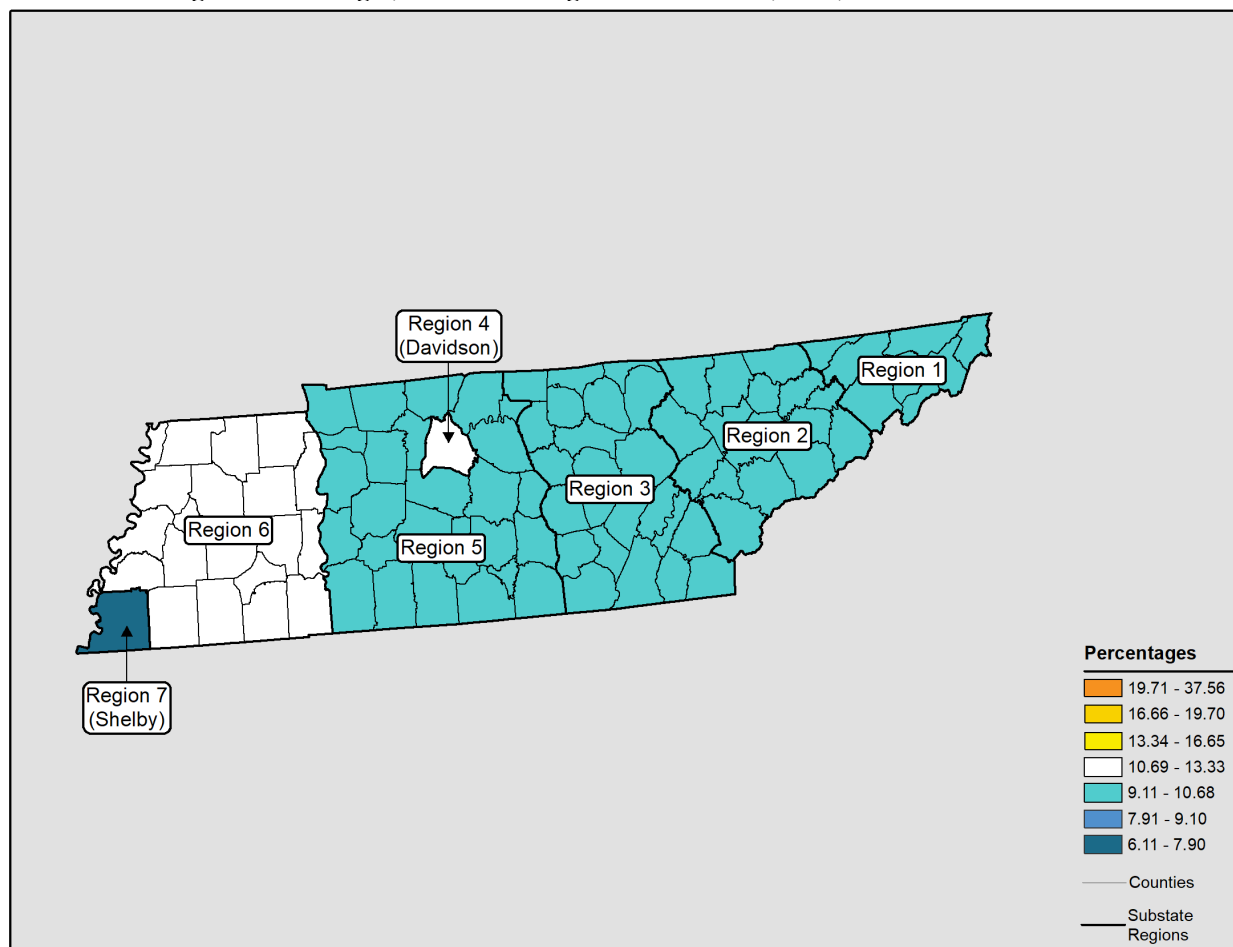 Region 4
(Davidson)
Region 1
Region 2
Region 3
Region 6
Region 5
Region 7
(Shelby)
Percentages
19.71 - 37.56
16.66 - 19.70
13.34 - 16.65
10.69 - 13.33
9.11 - 10.68
7.91 - 9.10
6.11 - 7.90
Counties
Substate
Regions